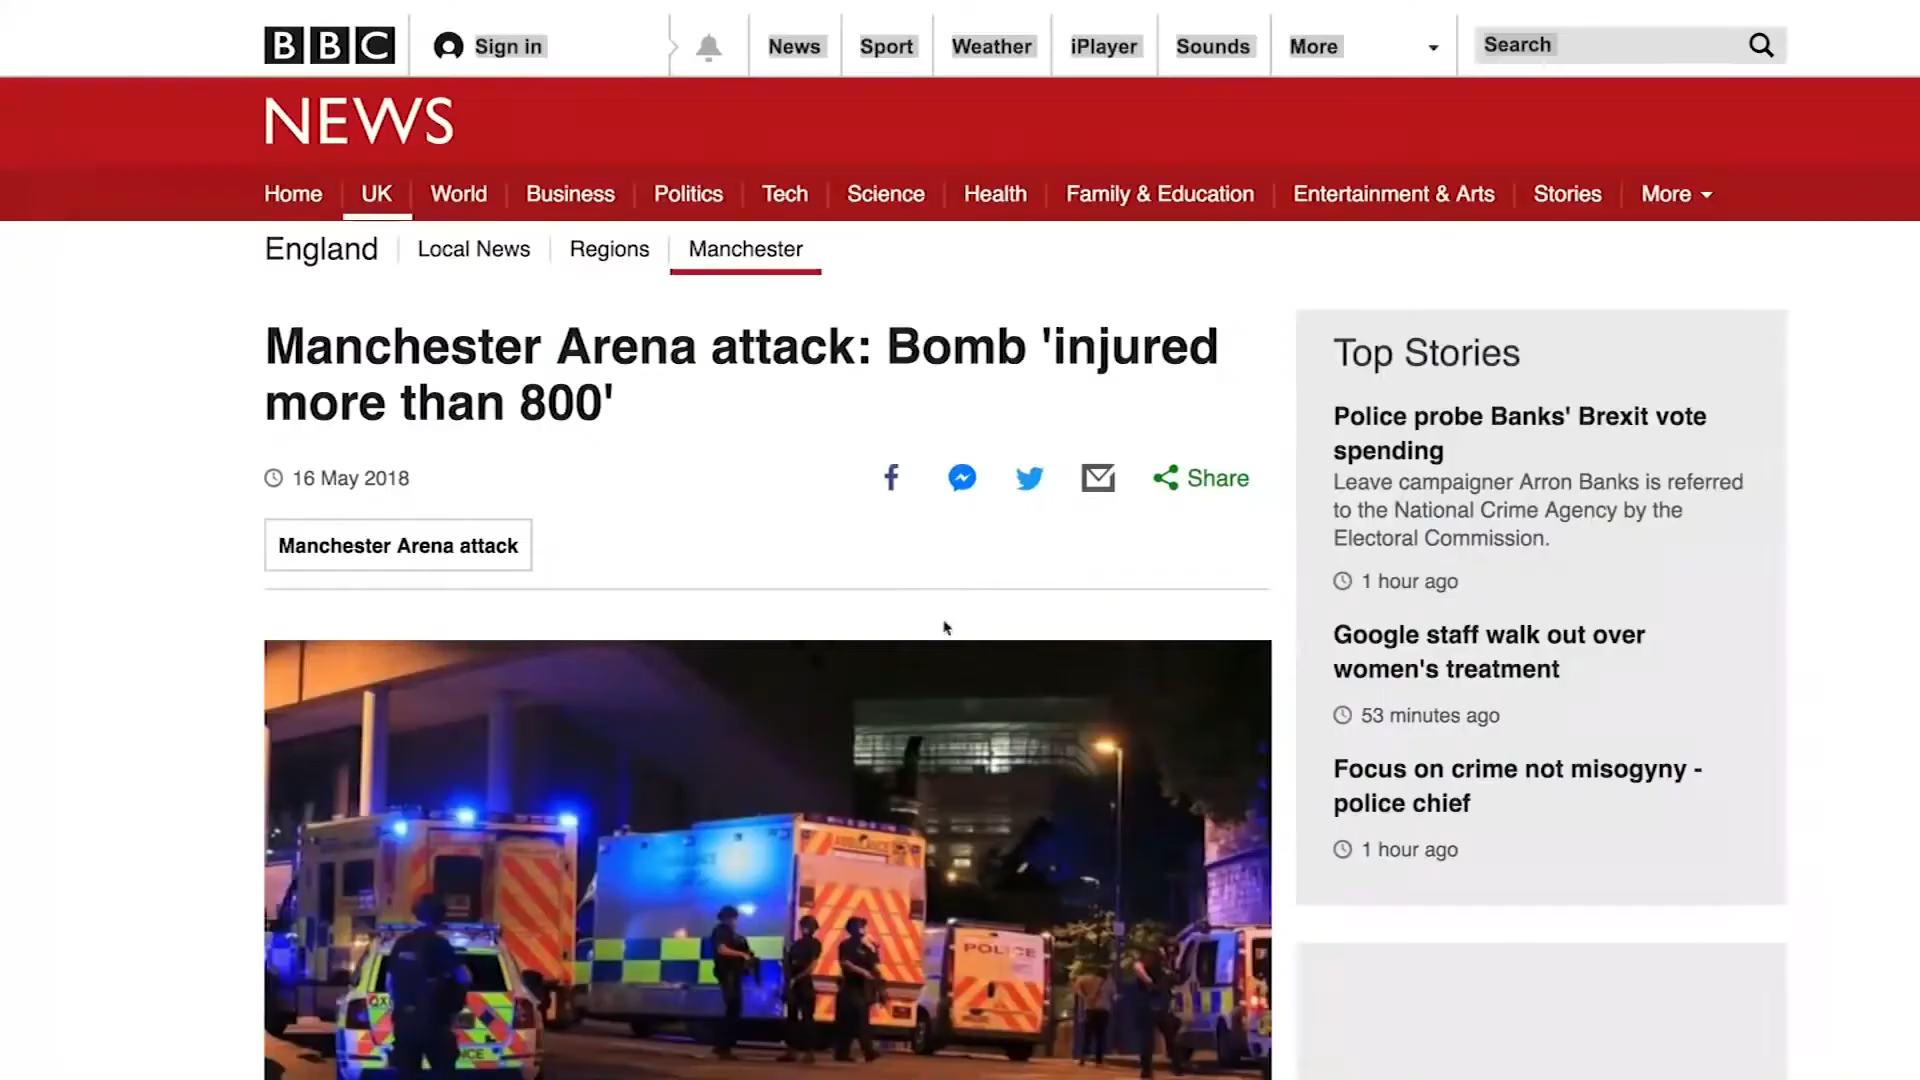 BBC
Sign in
News
Sport
Weather
iPlayer
Sounds
More
Search
NEWS
Home
UK
World
Business
Politics
Tech
Science
Health
Family & Education
Entertainment & Arts
Stories
More
England
Local News
Regions
Manchester
Manchester Arena attack: Bomb 'injured
more than 800'
16 May 2018
Share
Manchester Arena attack
POLICE
Top Stories
Police probe Banks' Brexit vote
spending
Leave campaigner Arron Banks is referred
to the National Crime Agency by the
Electoral Commission.
1 hour ago
Google staff walk out over
women's treatment
53 minutes ago
Focus on crime not misogyny -
police chief
1 hour ago